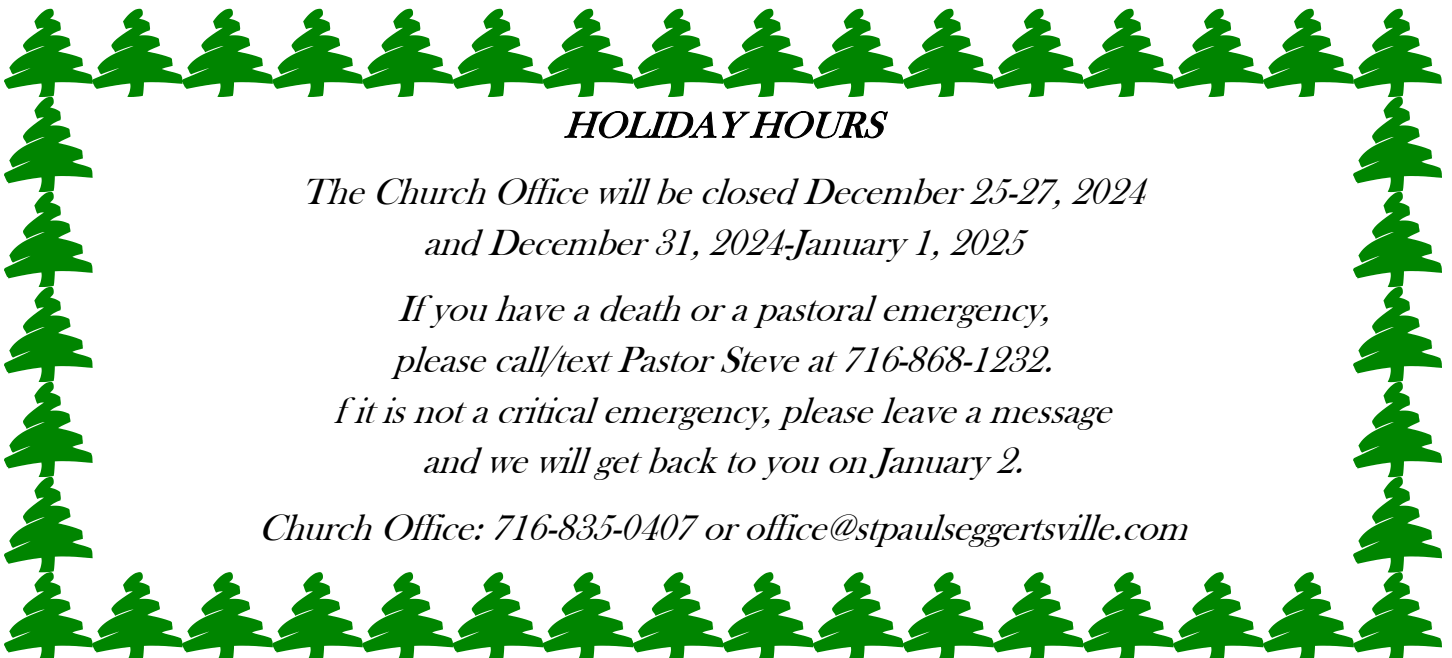 HOLIDAY HOURS
The Church Office will be closed December 25-27, 2024
and December 31, 2024-January 1, 2025
If you have a death or a pastoral emergency,
please call/text Pastor Steve at 716-868-1232.
f it is not a critical emergency, please leave a message
and we will get back to you on January 2.
Church Office: 716-835-0407 or office@stpaulseggertsville.com